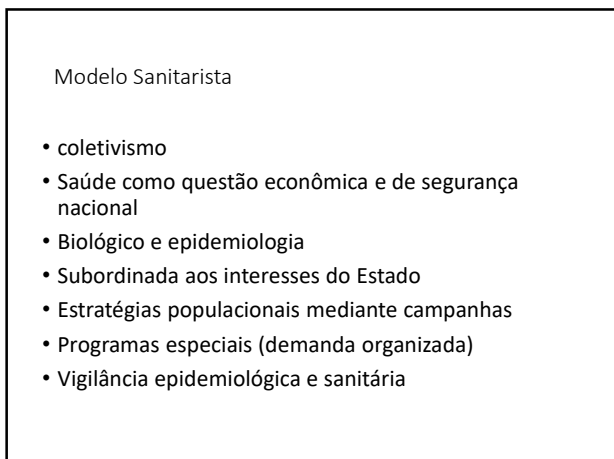 Modelo Sanitarista
• coletivismo
• Saúde como questão econômica e de segurança
nacional
• Biológico e epidemiologia
• Subordinada aos interesses do Estado
• Estratégias populacionais mediante campanhas
• Programas especiais (demanda organizada)
• Vigilância epidemiológica e sanitária